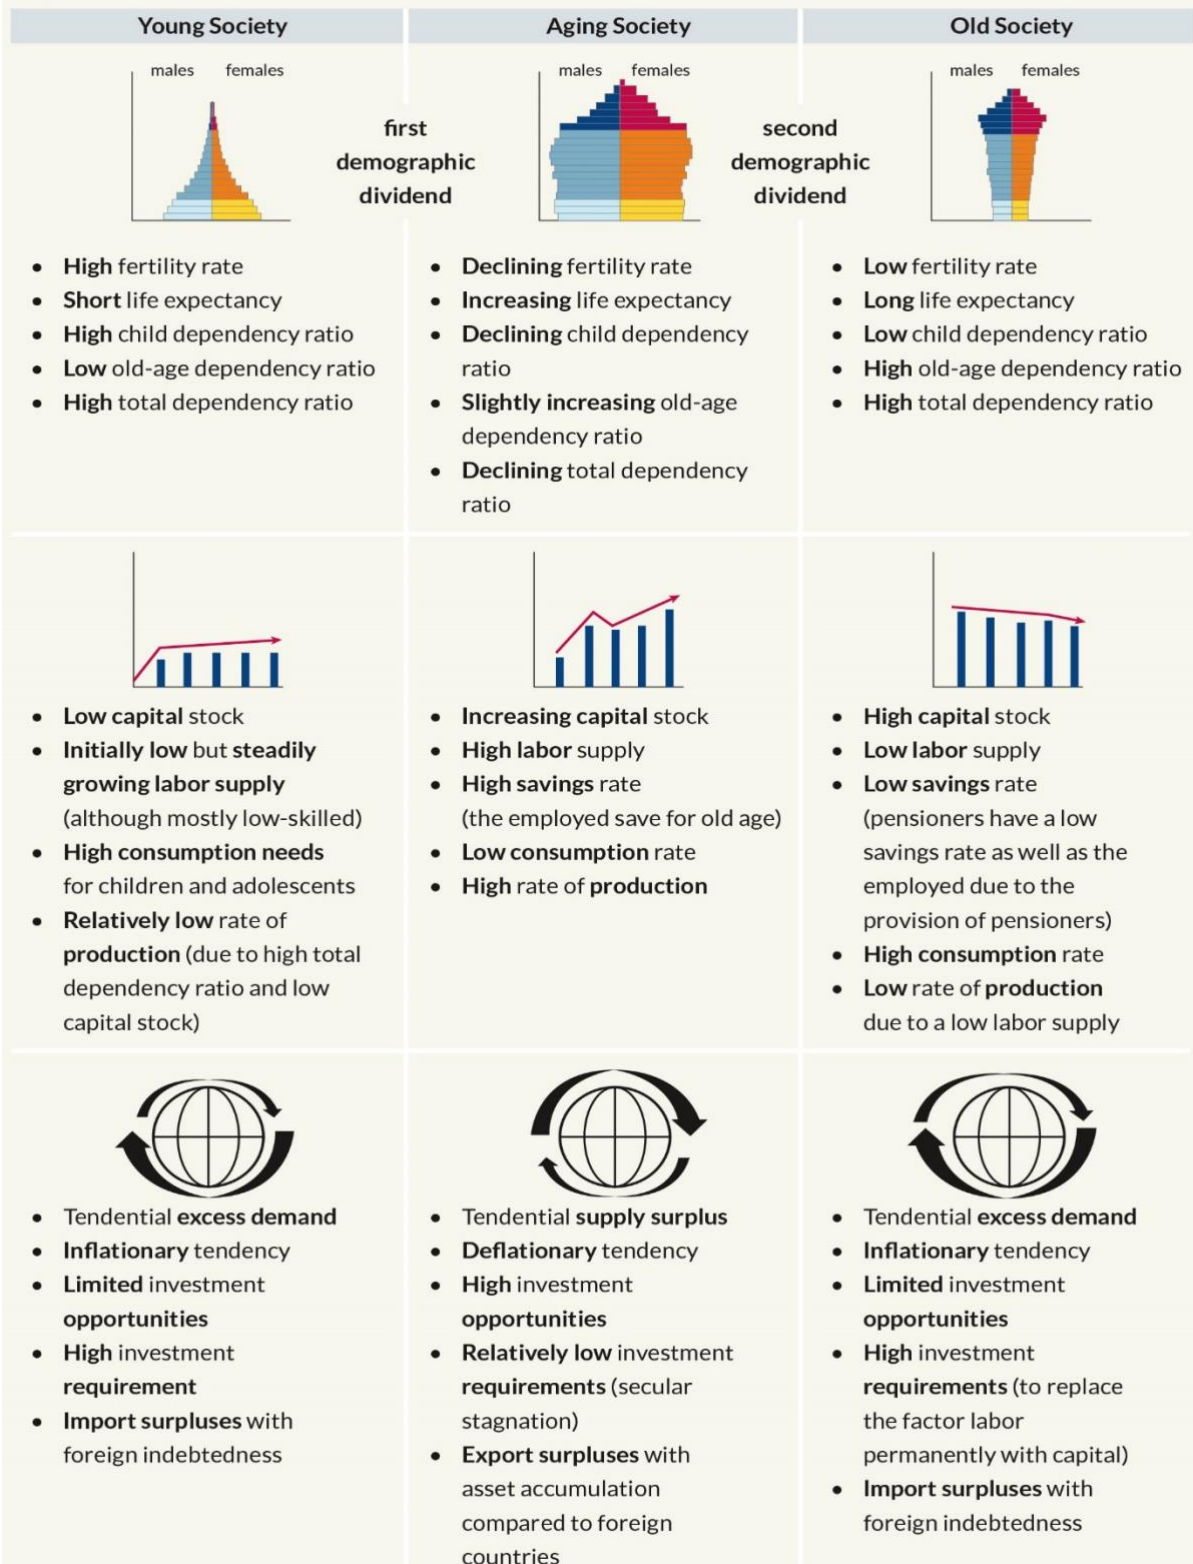 Young Society
Aging Society
Old Society
males females
first
demographic
dividend
males females
second
demographic
dividend
males females
• High fertility rate
• Short life expectancy
• High child dependency ratio
• Low old-age dependency ratio
• High total dependency ratio
• Declining fertility rate
• Increasing life expectancy
• Declining child dependency
ratio
• Slightly increasing old-age
dependency ratio
• Declining total dependency
ratio
• Low fertility rate
• Long life expectancy
• Low child dependency ratio
• High old-age dependency ratio
• High total dependency ratio
• Low capital stock
• Initially low but steadily
growing labor supply
(although mostly low-skilled)
• High consumption needs
for children and adolescents
• Relatively low rate of
production (due to high total
dependency ratio and low
capital stock)
• Increasing capital stock
• High labor supply
• High savings rate
(the employed save for old age)
• Low consumption rate
• High rate of production
• High capital stock
• Low labor supply
• Low savings rate
(pensioners have a low
savings rate as well as the
employed due to the
provision of pensioners)
• High consumption rate
• Low rate of production
due to a low labor supply
• Tendential excess demand
• Inflationary tendency
• Limited investment
opportunities
• High investment
requirement
• Import surpluses with
foreign indebtedness
• Tendential supply surplus
• Deflationary tendency
• High investment
opportunities
• Relatively low investment
requirements (secular
stagnation)
• Export surpluses with
asset accumulation
compared to foreign
countries
• Tendential excess demand
• Inflationary tendency
• Limited investment
opportunities
• High investment
requirements (to replace
the factor labor
permanently with capital)
• Import surpluses with
foreign indebtedness